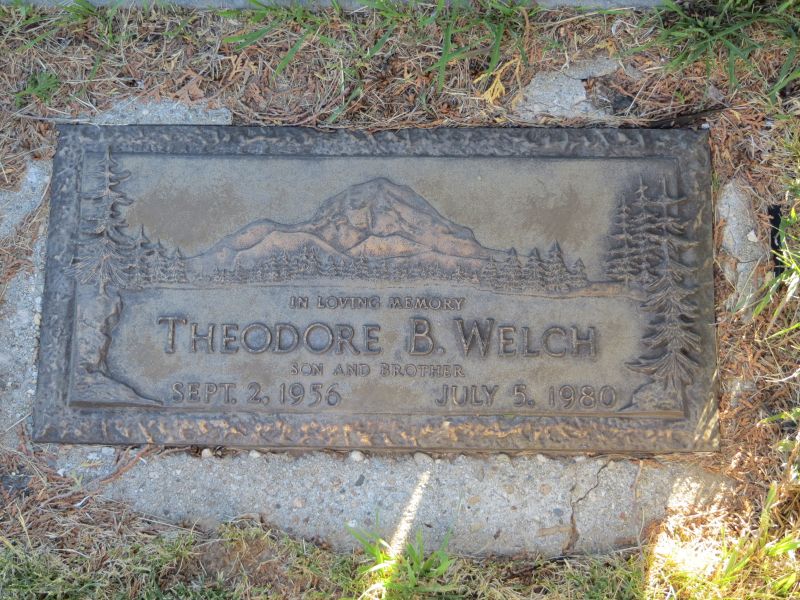 IN LOVING MEMORY
THEODORE B. WELCH
SON AND BROTHER
SEPT. 2, 1956 JULY 5, 1980